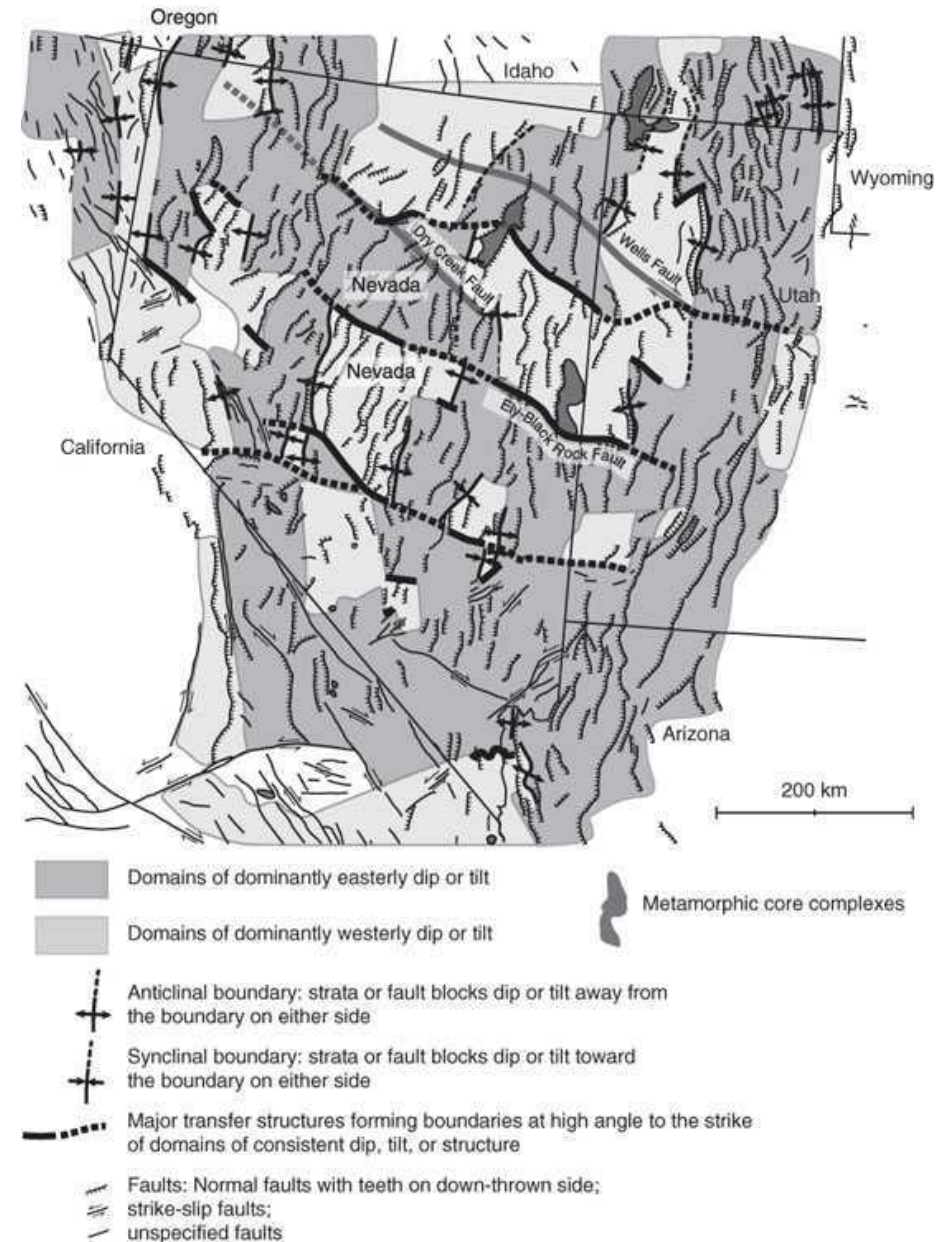 Oregon
Idaho
Wyoming
Dry Creek Fault
Wells Fault
Nevada
Utah
Nevada
Ely-Black Rock Fault
California
Arizona
200 km
Domains of dominantly easterly dip or tilt
Metamorphic core complexes
Domains of dominantly westerly dip or tilt
Anticlinal boundary: strata or fault blocks dip or tilt away from
the boundary on either side
Synclinal boundary: strata or fault blocks dip or tilt toward
the boundary on either side
Major transfer structures forming boundaries at high angle to the strike
of domains of consistent dip, tilt, or structure
Faults: Normal faults with teeth on down-thrown side;
strike-slip faults;
unspecified faults